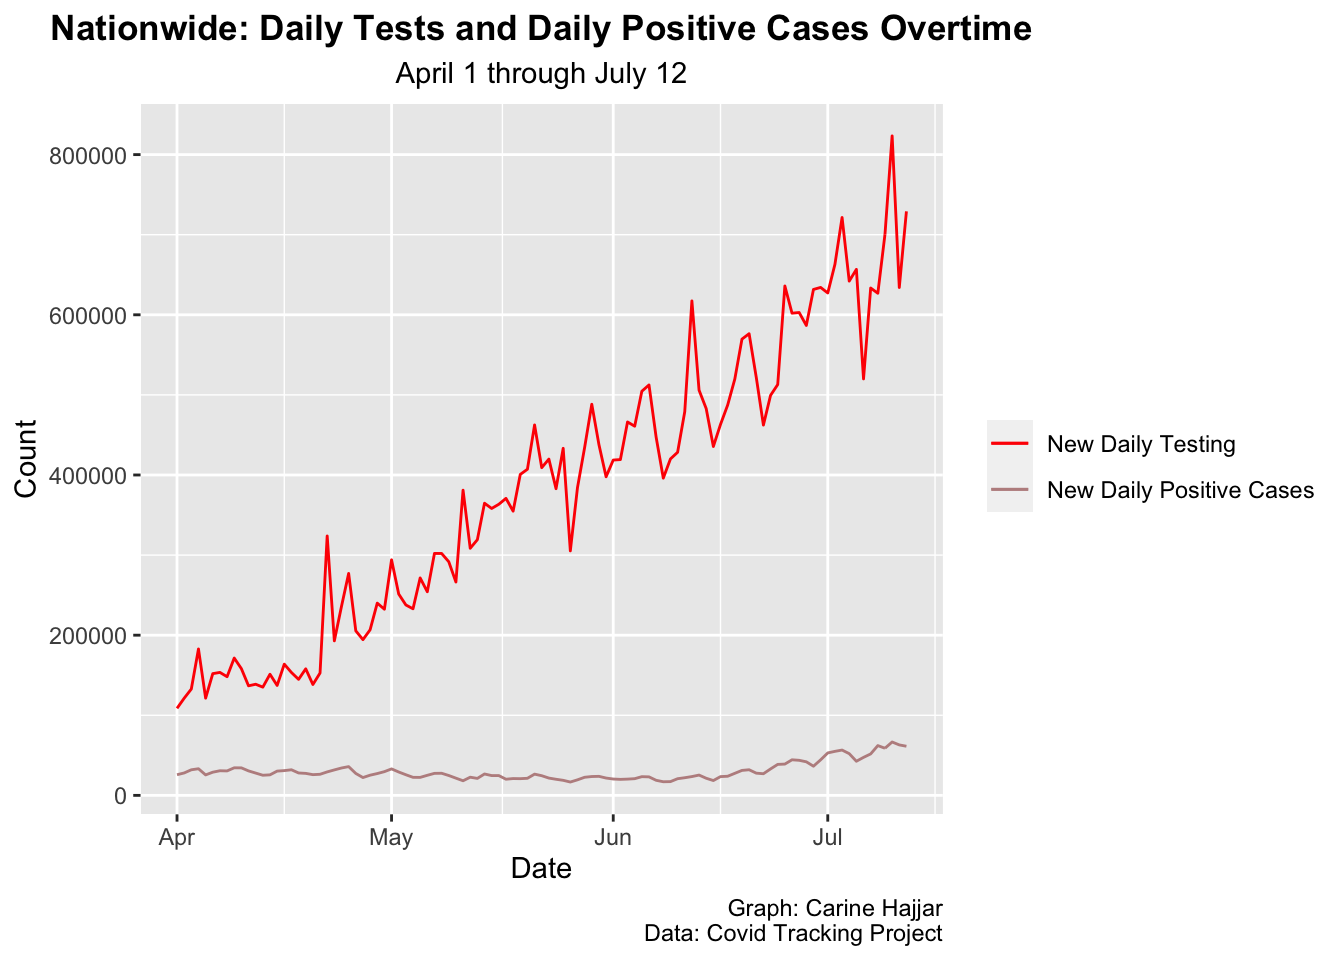 Nationwide: Daily Tests and Daily Positive Cases Overtime
April 1 through July 12
800000
600000
400000
200000
0
Count
Apr
May
Jun
Jul
Date
New Daily Testing
New Daily Positive Cases
Graph: Carine Hajjar
Data: Covid Tracking Project